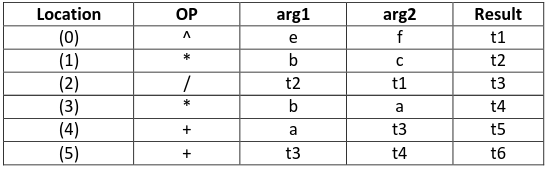 Location OP arg1 arg2 Result
(0) ^ e f t1
(1) * b c t2
(2) / t2 t1 t3
(3) * b a t4
(4) + a t3 t5
(5) + t3 t4 t6